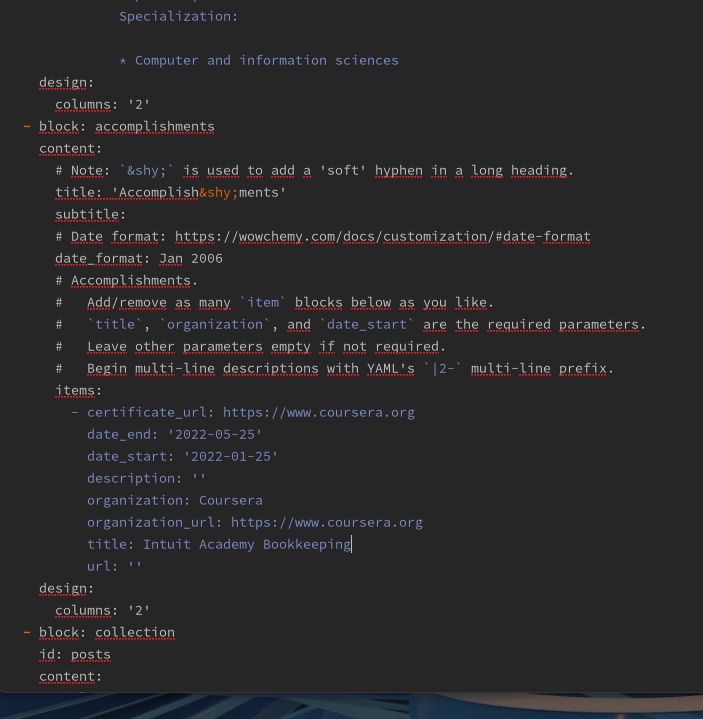 Specialization:
* Computer and information sciences
design:
columns: '2'
- block: accomplishments
content:
# Note: `&shy;` is used to add a 'soft' hyphen in a long heading.
title: 'Accomplish&shy;ments'
subtitle:
# Date format: https://wowchemy.com/docs/customization/#date-format
date_format: Jan 2006
# Accomplishments.
#   Add/remove as many `item` blocks below as you like.
#   `title`, `organization`, and `date_start` are the required parameters.
#   Leave other parameters empty if not required.
#   Begin multi-line descriptions with YAML's `|2-` multi-line prefix.
items:
- certificate_url: https://www.coursera.org
date_end: '2022-05-25'
date_start: '2022-01-25'
description: ''
organization: Coursera
organization_url: https://www.coursera.org
title: Intuit Academy Bookkeeping
url: ''
design:
columns: '2'
- block: collection
id: posts
content: